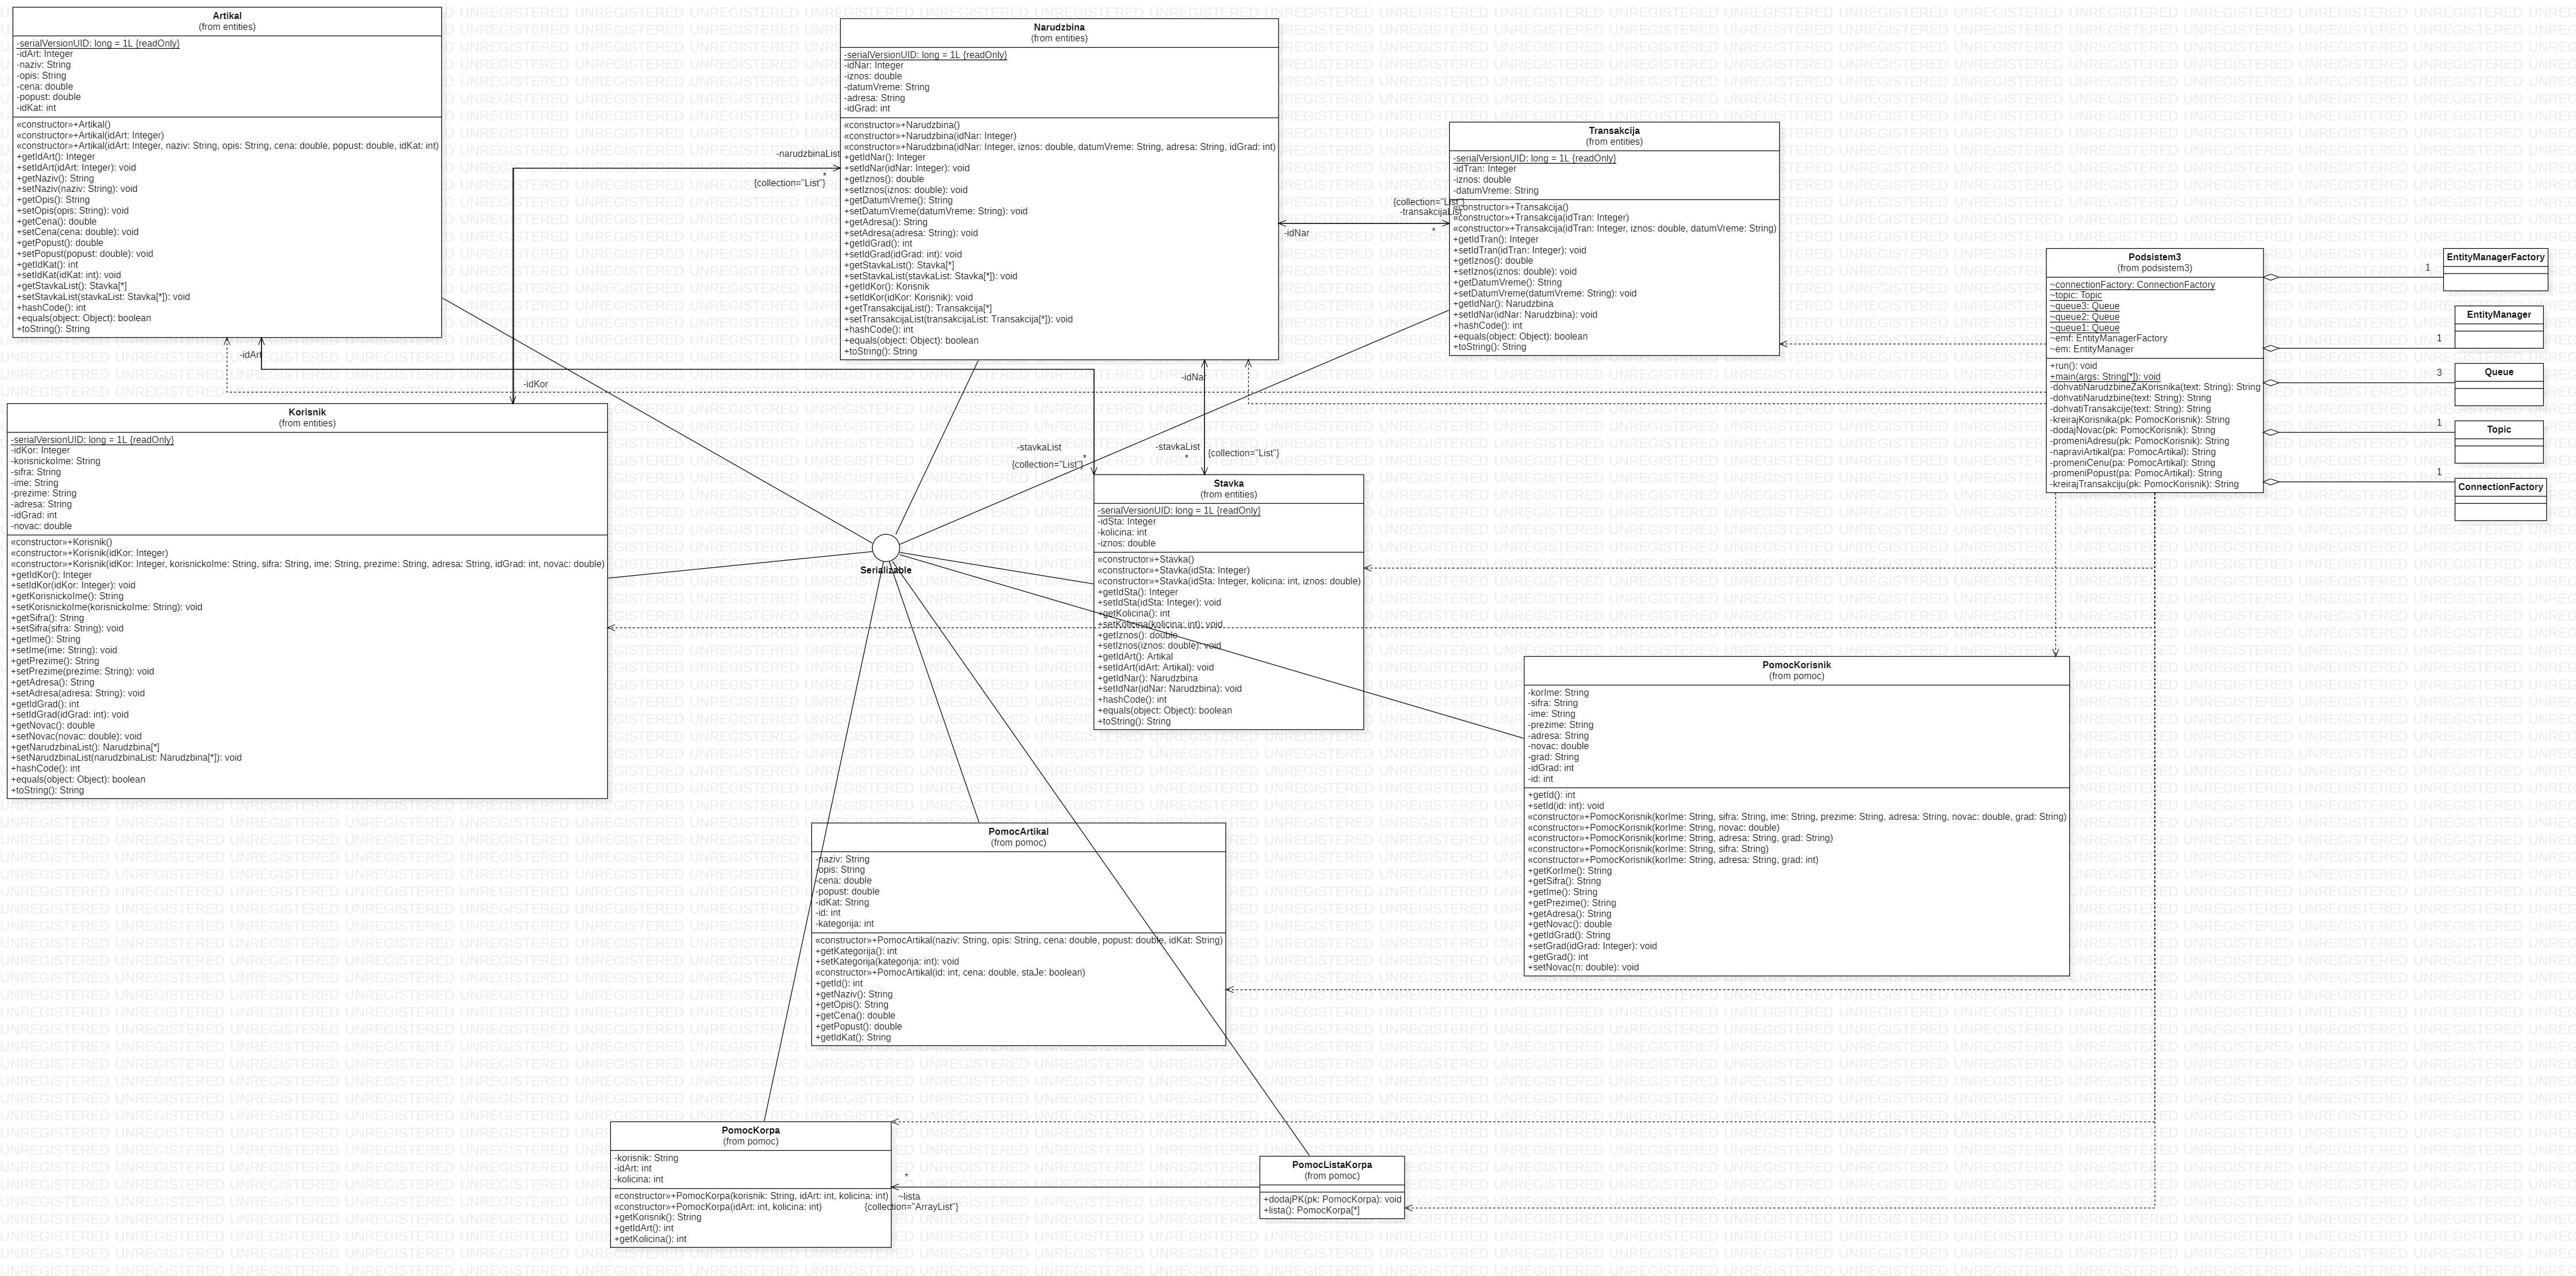 Artikal
(from entities)
-serialVersionUID: long = 1L {readOnly}
-idArt: Integer
-naziv: String
-opis: String
-cena: double
-popust: double
-idKat: int
«constructor»+Artikal()
«constructor»+Artikal(idArt: Integer)
«constructor»+Artikal(idArt: Integer, naziv: String, opis: String, cena: double, popust: double, idKat: int)
+getIdArt(): Integer
+setIdArt(idArt: Integer): void
+getNaziv(): String
+setNaziv(naziv: String): void
+getOpis(): String
+setOpis(opis: String): void
+getCena(): double
+setCena(cena: double): void
+getPopust(): double
+setPopust(popust: double): void
+getIdKat(): int
+setIdKat(idKat: int): void
+getStavkaList(): Stavka[*]
+setStavkaList(stavkaList: Stavka[*]): void
+hashCode(): int
+equals(object: Object): boolean
+toString(): String
Narudzbina
(from entities)
-serialVersionUID: long = 1L {readOnly}
-idNar: Integer
-iznos: double
-datumVreme: String
-adresa: String
-idGrad: int
«constructor»+Narudzbina()
«constructor»+Narudzbina(idNar: Integer)
«constructor»+Narudzbina(idNar: Integer, iznos: double, datumVreme: String, adresa: String, idGrad: int)
+getIdNar(): Integer
+setIdNar(idNar: Integer): void
+getIznos(): double
+setIznos(iznos: double): void
+getDatumVreme(): String
+setDatumVreme(datumVreme: String): void
+getAdresa(): String
+setAdresa(adresa: String): void
+getIdGrad(): int
+setIdGrad(idGrad: int): void
+getStavkaList(): Stavka[*]
+setStavkaList(stavkaList: Stavka[*]): void
+getIdKor(): Korisnik
+setIdKor(idKor: Korisnik): void
+getTransakcijaList(): Transakcija[*]
+setTransakcijaList(transakcijaList: Transakcija[*]): void
+hashCode(): int
+equals(object: Object): boolean
+toString(): String
Transakcija
(from entities)
-serialVersionUID: long = 1L {readOnly}
-idTran: Integer
-iznos: double
-datumVreme: String
«constructor»+Transakcija()
«constructor»+Transakcija(idTran: Integer)
«constructor»+Transakcija(idTran: Integer, iznos: double, datumVreme: String)
+getIdTran(): Integer
+setIdTran(idTran: Integer): void
+getIznos(): double
+setIznos(iznos: double): void
+getDatumVreme(): String
+setDatumVreme(datumVreme: String): void
+getIdNar(): Narudzbina
+setIdNar(idNar: Narudzbina): void
+hashCode(): int
+equals(object: Object): boolean
+toString(): String
Podsistem3
(from podsistem3)
~connectionFactory: ConnectionFactory
~topic: Topic
~queue3: Queue
~queue2: Queue
~queue1: Queue
~emf: EntityManagerFactory
~em: EntityManager
+run(): void
+main(args: String[*]): void
-dohvatiNarudzbineZaKorisnika(text: String): String
-dohvatiNarudzbine(text: String): String
-dohvatiTransakcije(text: String): String
-kreirajKorisnika(pk: PomocKorisnik): String
-dodajNovac(pk: PomocKorisnik): String
-promeniAdresu(pk: PomocKorisnik): String
-napraviArtikal(pa: PomocArtikal): String
-promeniCenu(pa: PomocArtikal): String
-promeniPopust(pa: PomocArtikal): String
-kreirajTransakciju(pk: PomocKorisnik): String
1
EntityManagerFactory
1
EntityManager
3
Queue
1
Topic
1
ConnectionFactory
-narudzbinaList
*
{collection="List"}
{collection="List"}
-transakcijaList
*
-idNar
-idArt
-idKor
-idNar
-stavkaList
*
{collection="List"}
-stavkaList
*
{collection="List"}
Korisnik
(from entities)
-serialVersionUID: long = 1L {readOnly}
-idKor: Integer
-korisnickoIme: String
-sifra: String
-ime: String
-prezime: String
-adresa: String
-idGrad: int
-novac: double
«constructor»+Korisnik()
«constructor»+Korisnik(idKor: Integer)
«constructor»+Korisnik(idKor: Integer, korisnickoIme: String, sifra: String, ime: String, prezime: String, adresa: String, idGrad: int, novac: double)
+getIdKor(): Integer
+setIdKor(idKor: Integer): void
+getKorisnickoIme(): String
+setKorisnickoIme(korisnickoIme: String): void
+getSifra(): String
+setSifra(sifra: String): void
+getIme(): String
+setIme(ime: String): void
+getPrezime(): String
+setPrezime(prezime: String): void
+getAdresa(): String
+setAdresa(adresa: String): void
+getIdGrad(): int
+setIdGrad(idGrad: int): void
+getNovac(): double
+setNovac(novac: double): void
+getNarudzbinaList(): Narudzbina[*]
+setNarudzbinaList(narudzbinaList: Narudzbina[*]): void
+hashCode(): int
+equals(object: Object): boolean
+toString(): String
Serializable
Stavka
(from entities)
-serialVersionUID: long = 1L {readOnly}
-idSta: Integer
-kolicina: int
-iznos: double
«constructor»+Stavka()
«constructor»+Stavka(idSta: Integer)
«constructor»+Stavka(idSta: Integer, kolicina: int, iznos: double)
+getIdSta(): Integer
+setIdSta(idSta: Integer): void
+getKolicina(): int
+setKolicina(kolicina: int): void
+getIznos(): double
+setIznos(iznos: double): void
+getIdArt(): Artikal
+setIdArt(idArt: Artikal): void
+getIdNar(): Narudzbina
+setIdNar(idNar: Narudzbina): void
+hashCode(): int
+equals(object: Object): boolean
+toString(): String
PomocKorisnik
(from pomoc)
-korIme: String
-sifra: String
-ime: String
-prezime: String
-adresa: String
-novac: double
-grad: String
-idGrad: int
-id: int
+getId(): int
+setId(id: int): void
«constructor»+PomocKorisnik(korIme: String, sifra: String, ime: String, prezime: String, adresa: String, novac: double, grad: String)
«constructor»+PomocKorisnik(korIme: String, novac: double)
«constructor»+PomocKorisnik(korIme: String, adresa: String, grad: String)
«constructor»+PomocKorisnik(korIme: String, sifra: String)
«constructor»+PomocKorisnik(korIme: String, adresa: String, grad: int)
+getKorIme(): String
+getSifra(): String
+getIme(): String
+getPrezime(): String
+getAdresa(): String
+getNovac(): double
+getIdGrad(): String
+setGrad(idGrad: Integer): void
+getGrad(): int
+setNovac(n: double): void
PomocArtikal
(from pomoc)
-naziv: String
-opis: String
-cena: double
-popust: double
-idKat: String
-id: int
-kategorija: int
«constructor»+PomocArtikal(naziv: String, opis: String, cena: double, popust: double, idKat: String)
+getKategorija(): int
+setKategorija(kategorija: int): void
«constructor»+PomocArtikal(id: int, cena: double, staJe: boolean)
+getId(): int
+getNaziv(): String
+getOpis(): String
+getCena(): double
+getPopust(): double
+getIdKat(): String
PomocKorpa
(from pomoc)
-korisnik: String
-idArt: int
-kolicina: int
«constructor»+PomocKorpa(korisnik: String, idArt: int, kolicina: int)
«constructor»+PomocKorpa(idArt: int, kolicina: int)
+getKorisnik(): String
+getIdArt(): int
+getKolicina(): int
*
~lista
{collection="ArrayList"}
PomocListaKorpa
(from pomoc)
+dodajPK(pk: PomocKorpa): void
+lista(): PomocKorpa[*]